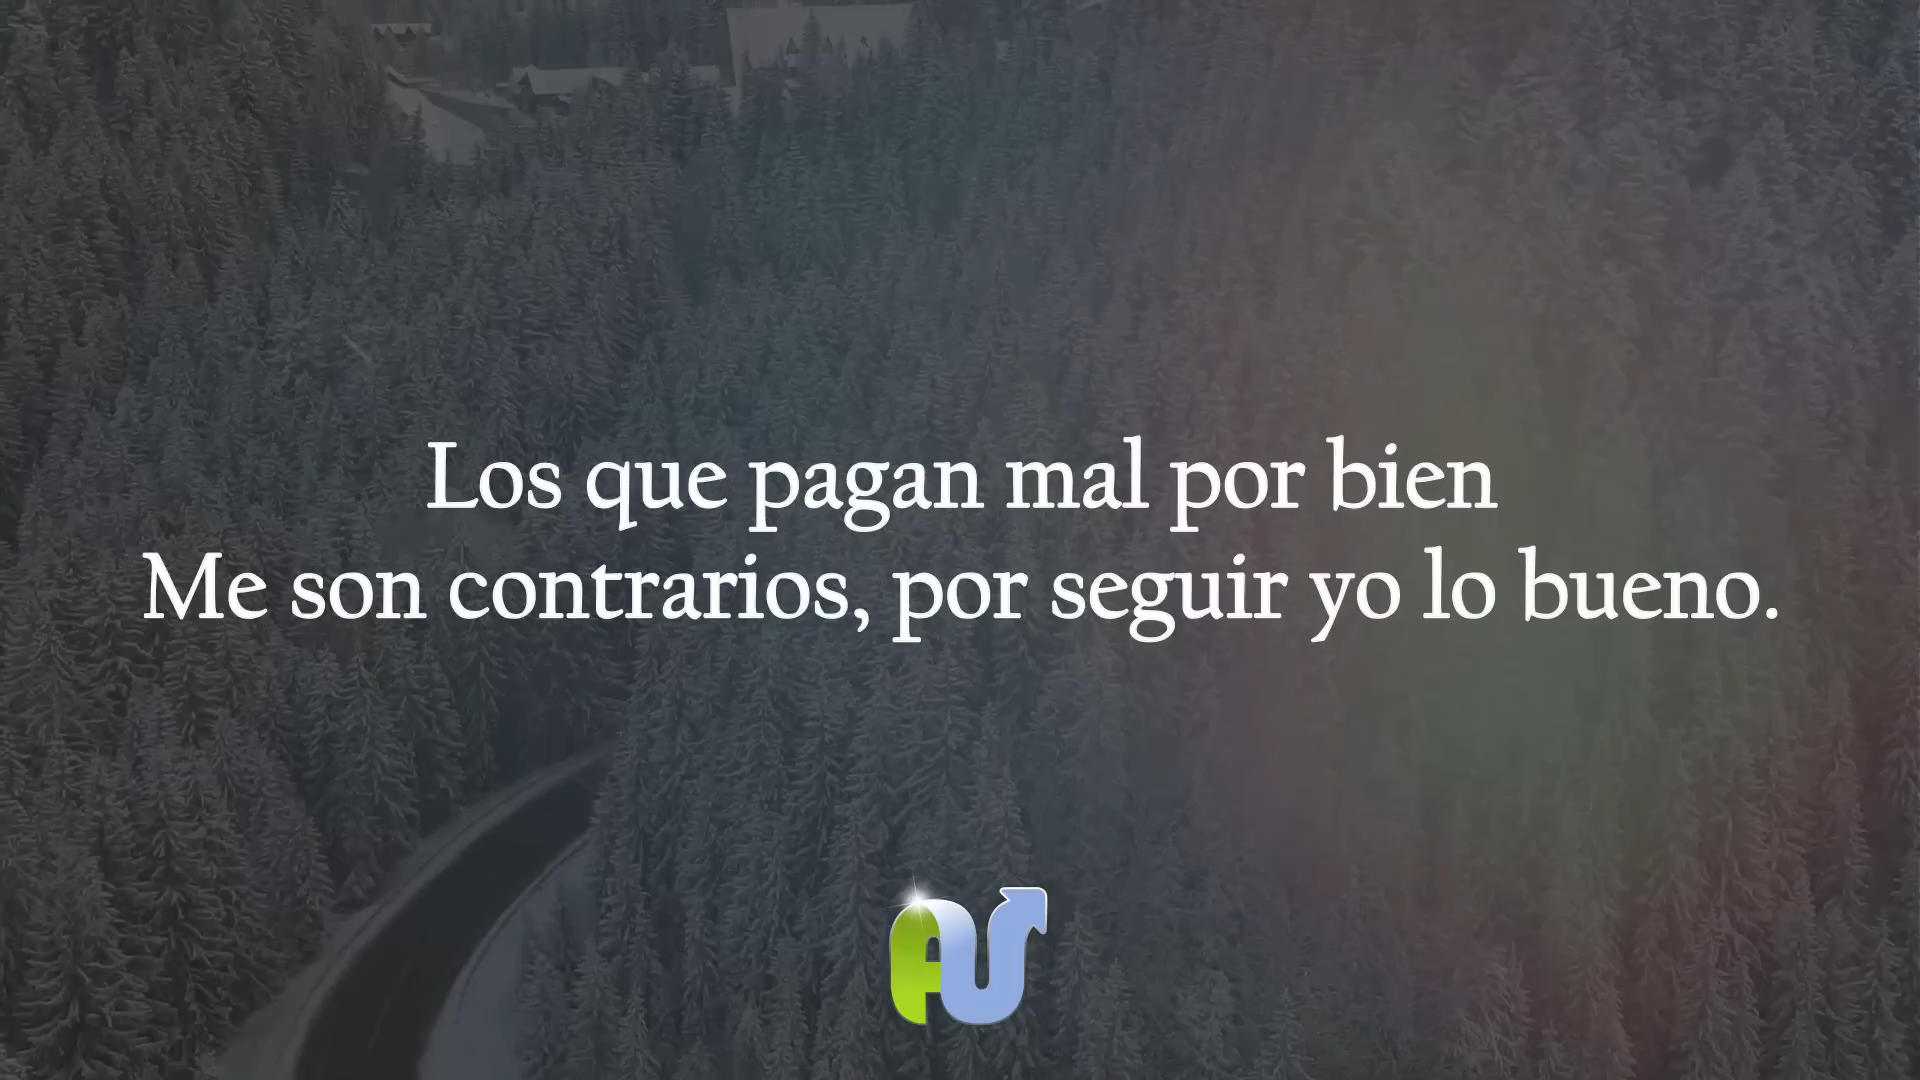 Los que pagan mal por bien
Me son contrarios, por seguir yo lo bueno.